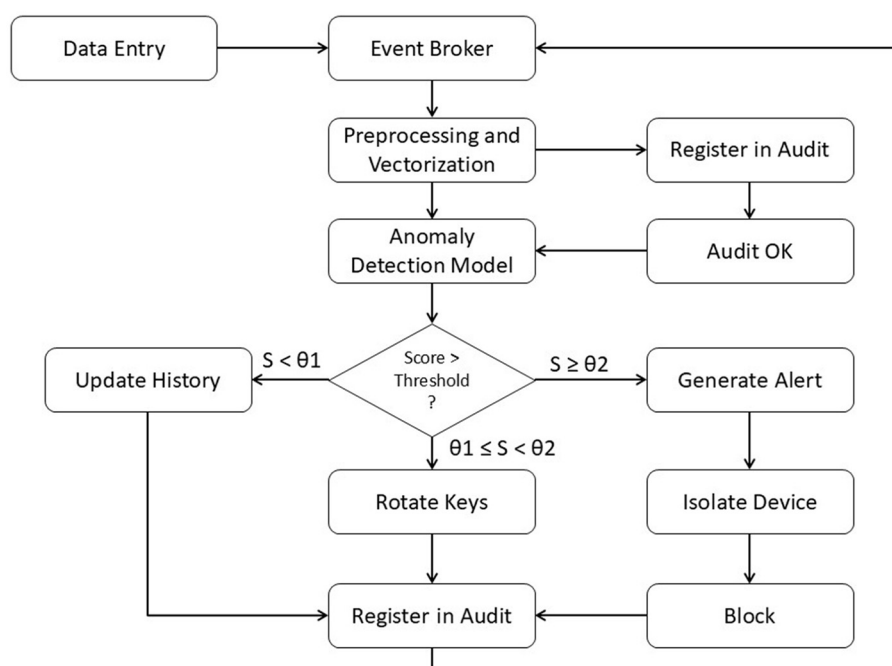 Data Entry
Event Broker
Preprocessing and
Vectorization
Register in Audit
Anomaly
Detection Model
Audit OK
Update History
S < θ1
Score >
Threshold
?
S ≥ θ2
Generate Alert
θ1 ≤ S < θ2
Rotate Keys
Isolate Device
Register in Audit
Block